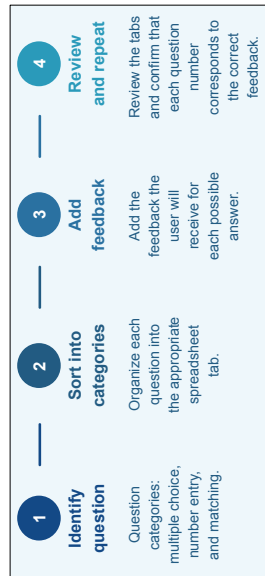 1
Identify
question
Question
categories:
multiple choice,
number entry,
and matching.
2
Sort into
categories
Organize each
question into
the appropriate
spreadsheet
tab.
3
Add
feedback
Add the
feedback the
user will
receive for
each possible
answer.
4
Review
and repeat
Review the tabs
and confirm that
each question
number
corresponds to
the correct
feedback.